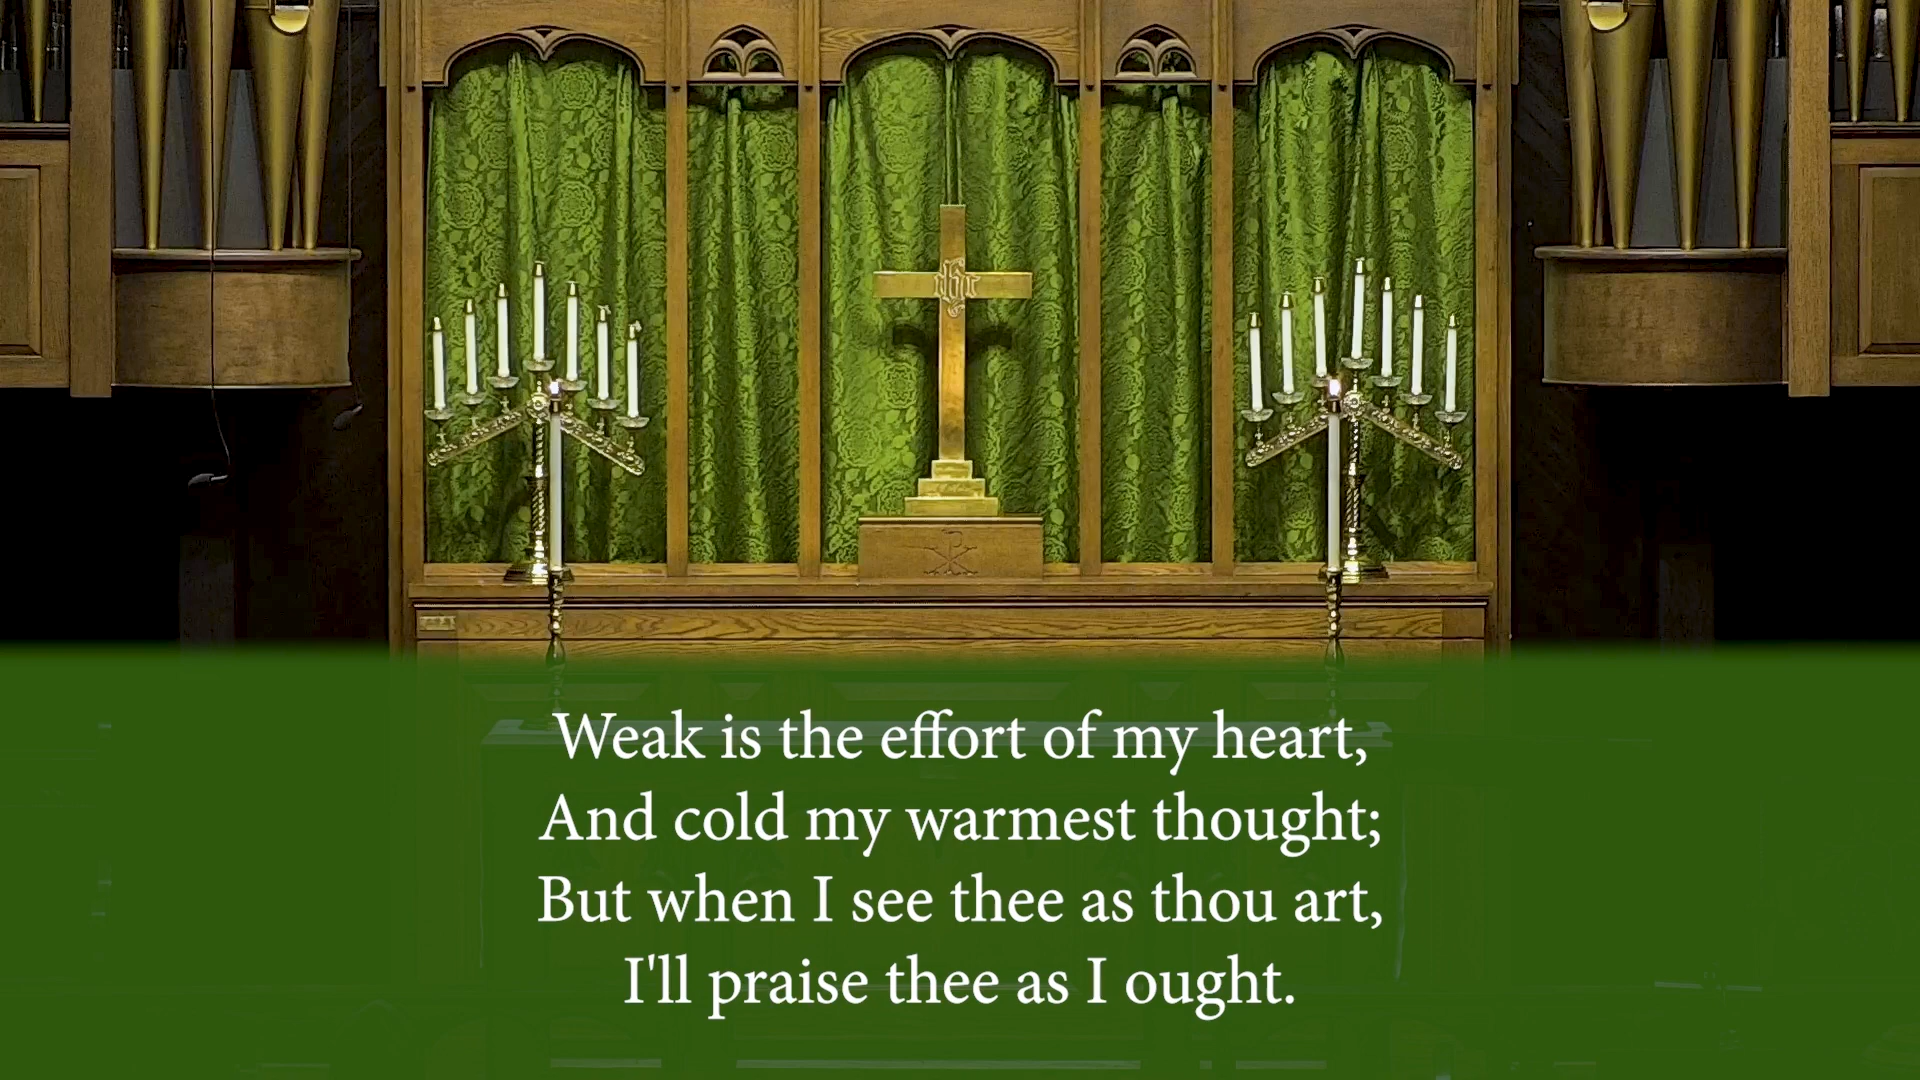 IHS
Weak is the effort of my heart,
And cold my warmest thought;
But when I see thee as thou art,
I'll praise thee as I ought.